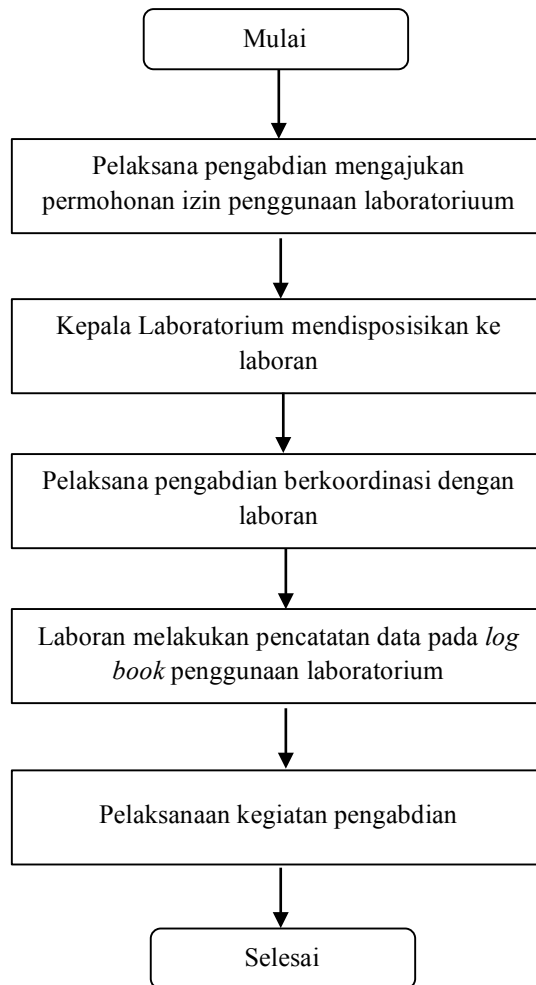 Mulai
Pelaksana pengabdian mengajukan
permohonan izin penggunaan laboratoriuum
Kepala Laboratorium mendisposisikan ke
laboran
Pelaksana pengabdian berkoordinasi dengan
laboran
Laboran melakukan pencatatan data pada log
book penggunaan laboratorium
Pelaksanaan kegiatan pengabdian
Selesai